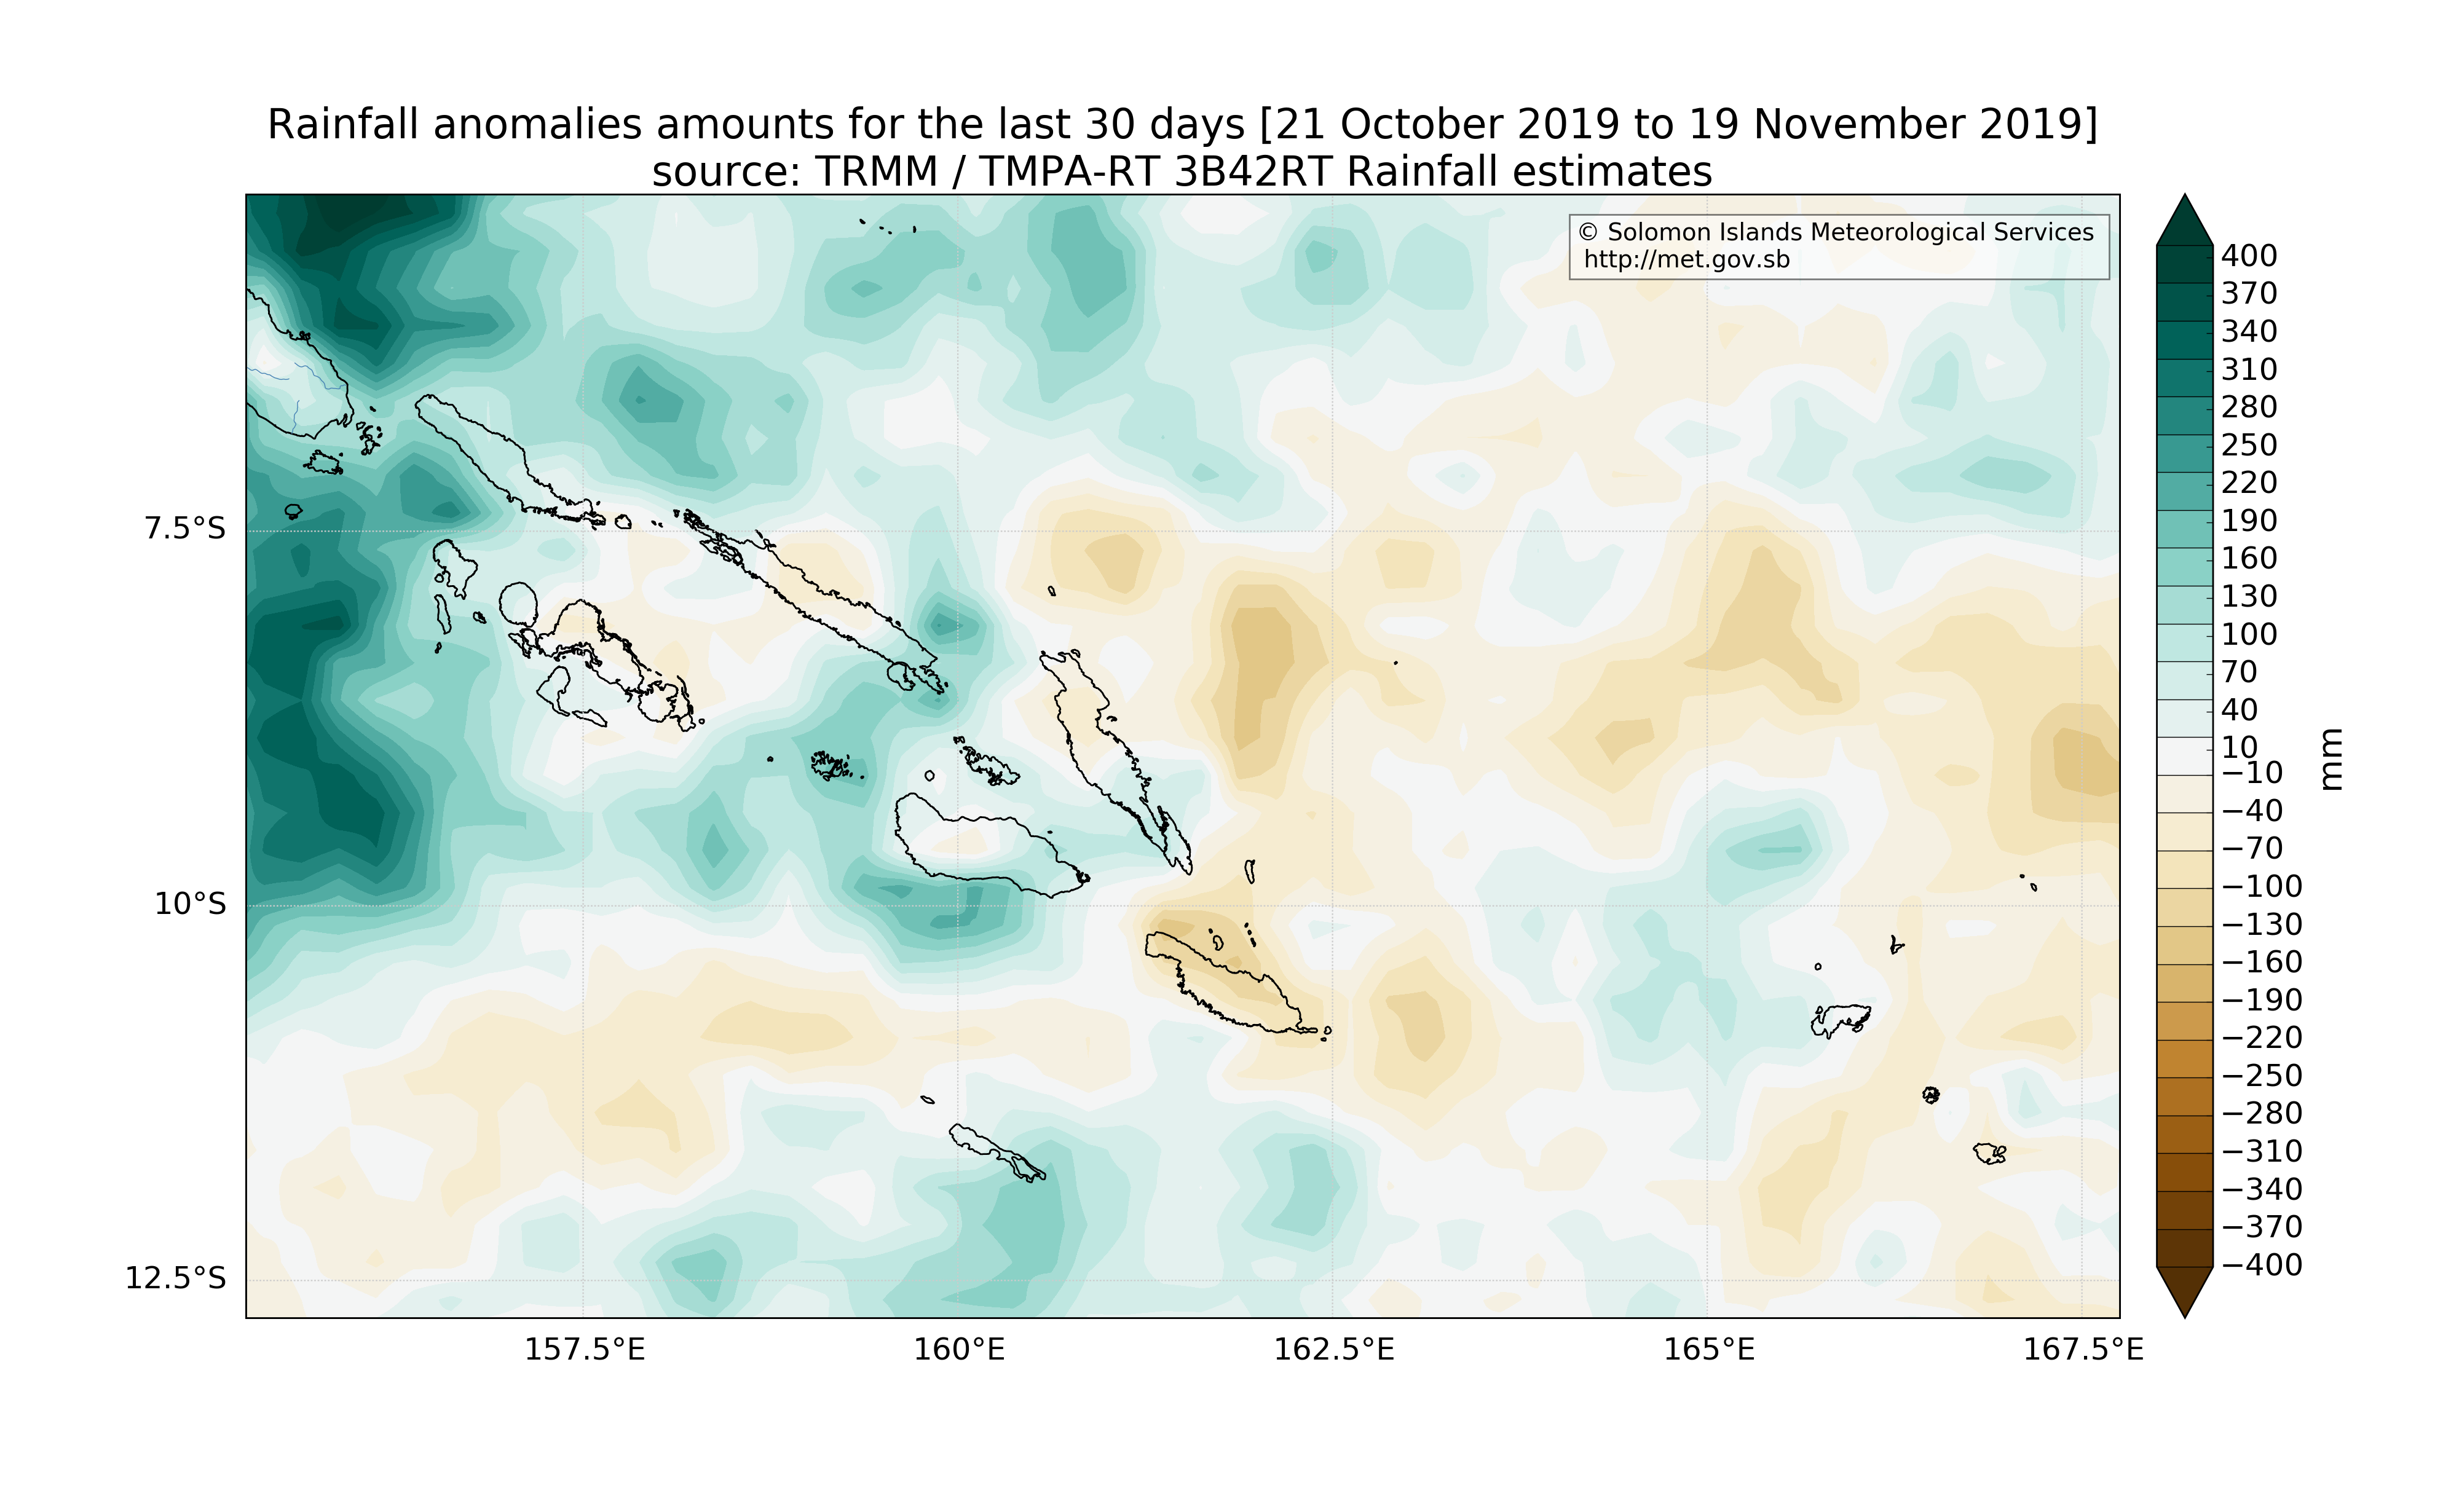 Rainfall anomalies amounts for the last 30 days [21 October 2019 to 19 November 2019]
source: TRMM / TMPA-RT 3B42RT Rainfall estimates
© Solomon Islands Meteorological Services
http://met.gov.sb
7.5°S
10°S
12.5°S
157.5°E
160°E
162.5°E
165°E
167.5°E
400
370
340
310
280
250
220
190
160
130
100
70
40
10
−10
−40
−70
−100
−130
−160
−190
−220
−250
−280
−310
−340
−370
−400
mm